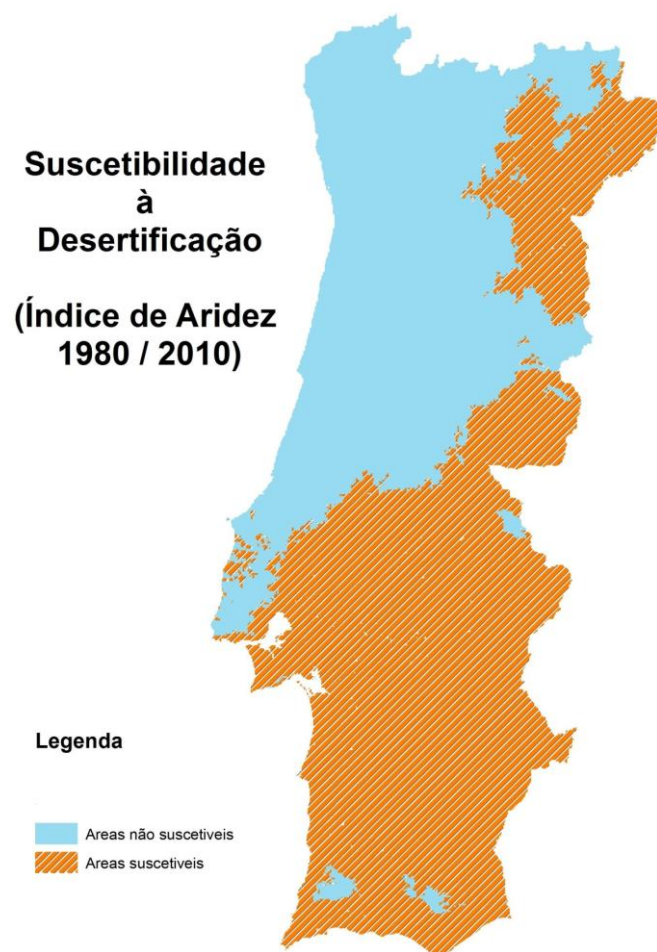 Suscetibilidade
à
Desertificação
(Índice de Aridez
1980 / 2010)
Legenda
Areas não suscetiveis
Areas suscetiveis